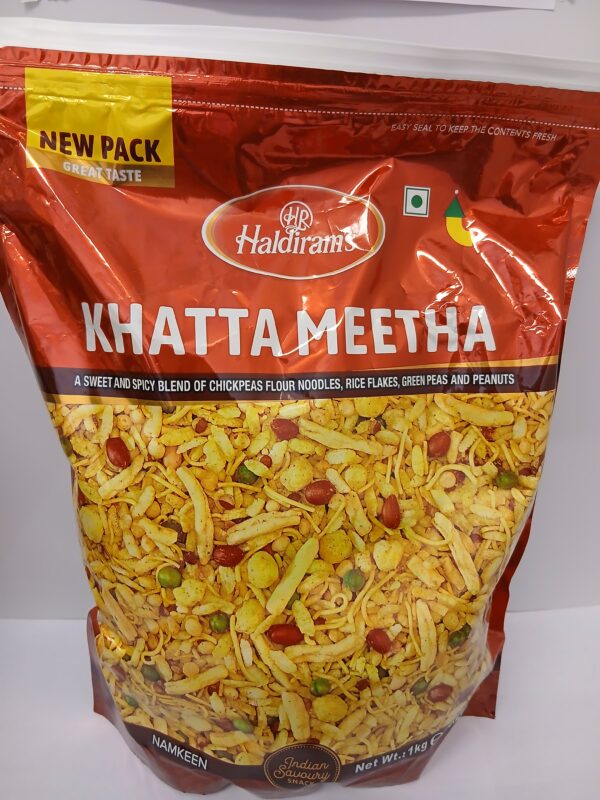 NEW PACK
GREAT TASTE
EASY SEAL TO KEEP THE CONTENTS FRESH
HR
Haldiram's
KHATTA MEETHA
A SWEET AND SPICY BLEND OF CHICKPEAS FLOUR NOODLES, RICE FLAKES, GREEN PEAS AND PEANUTS
NAMKEEN
Indian
Savoury
SNACK
Net Wt.: 1kg e